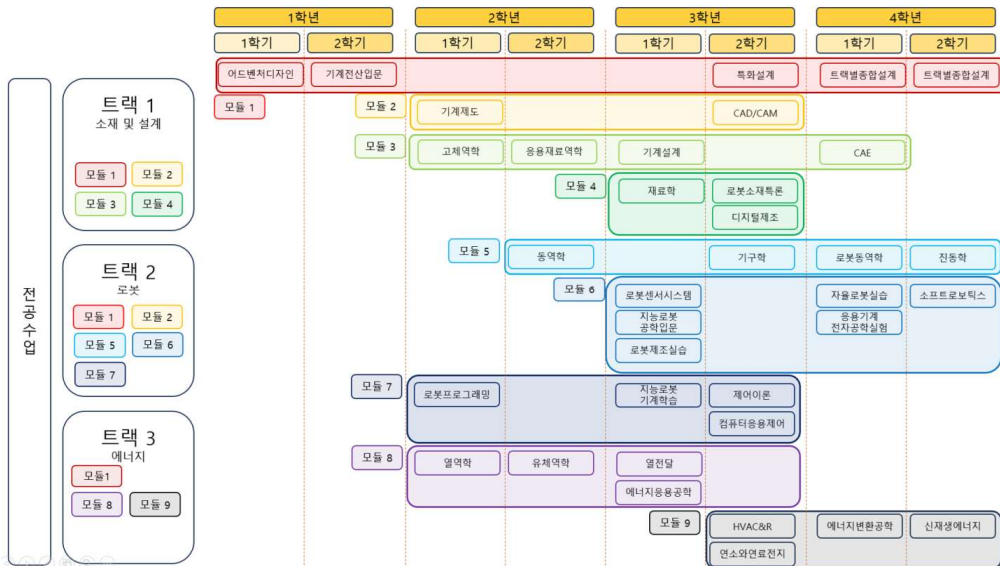 1학년 2학년 3학년 4학년
1학기 2학기 1학기 2학기 1학기 2학기 1학기 2학기
전공수업
트랙 1
소재 및 설계
모듈 1 모듈 2
모듈 3 모듈 4
트랙 2
로봇
모듈 1 모듈 2
모듈 5 모듈 6
모듈 7
트랙 3
에너지
모듈1
모듈 8 모듈 9
어드벤처디자인 기계전산입문 특화설계 트랙별종합설계 트랙별종합설계
모듈 1
모듈 2 기계제도 CAD/CAM
모듈 3 고체역학 응용재료역학 기계설계 CAE
모듈 4 재료학 로봇소재특론
디지털제조
모듈 5 동역학 기구학 로봇동역학 진동학
모듈 6 로봇센서시스템 자율로봇실습 소프트로보틱스
지능로봇
공학입문
응용기계
전자공학실험
로봇제조실습
모듈 7 로봇프로그래밍
지능로봇
기계학습
제어이론
컴퓨터응용제어
모듈 8 열역학 유체역학 열전달
에너지응용공학
모듈 9 HVAC&R 에너지변환공학 신재생에너지
연소와연료전지